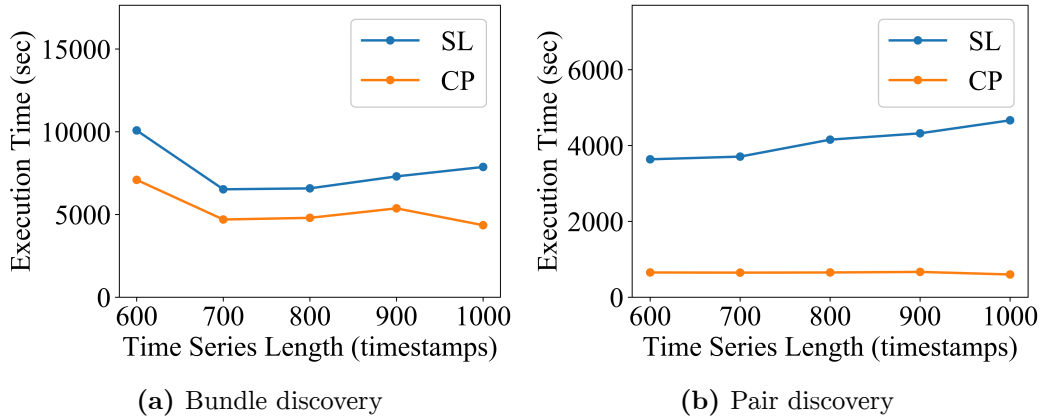 15000
10000
5000
0
Execution Time (sec)
SL
CP
600 700 800 900 1000
Time Series Length (timestamps)
(a) Bundle discovery
6000
4000
2000
0
Execution Time (sec)
SL
CP
600 700 800 900 1000
Time Series Length (timestamps)
(b) Pair discovery